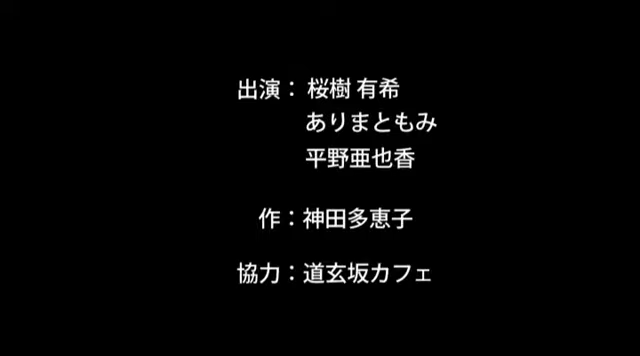 出演： 桜樹 有希
ありまともみ
平野亜也香
作：神田多恵子
協力：道玄坂カフェ